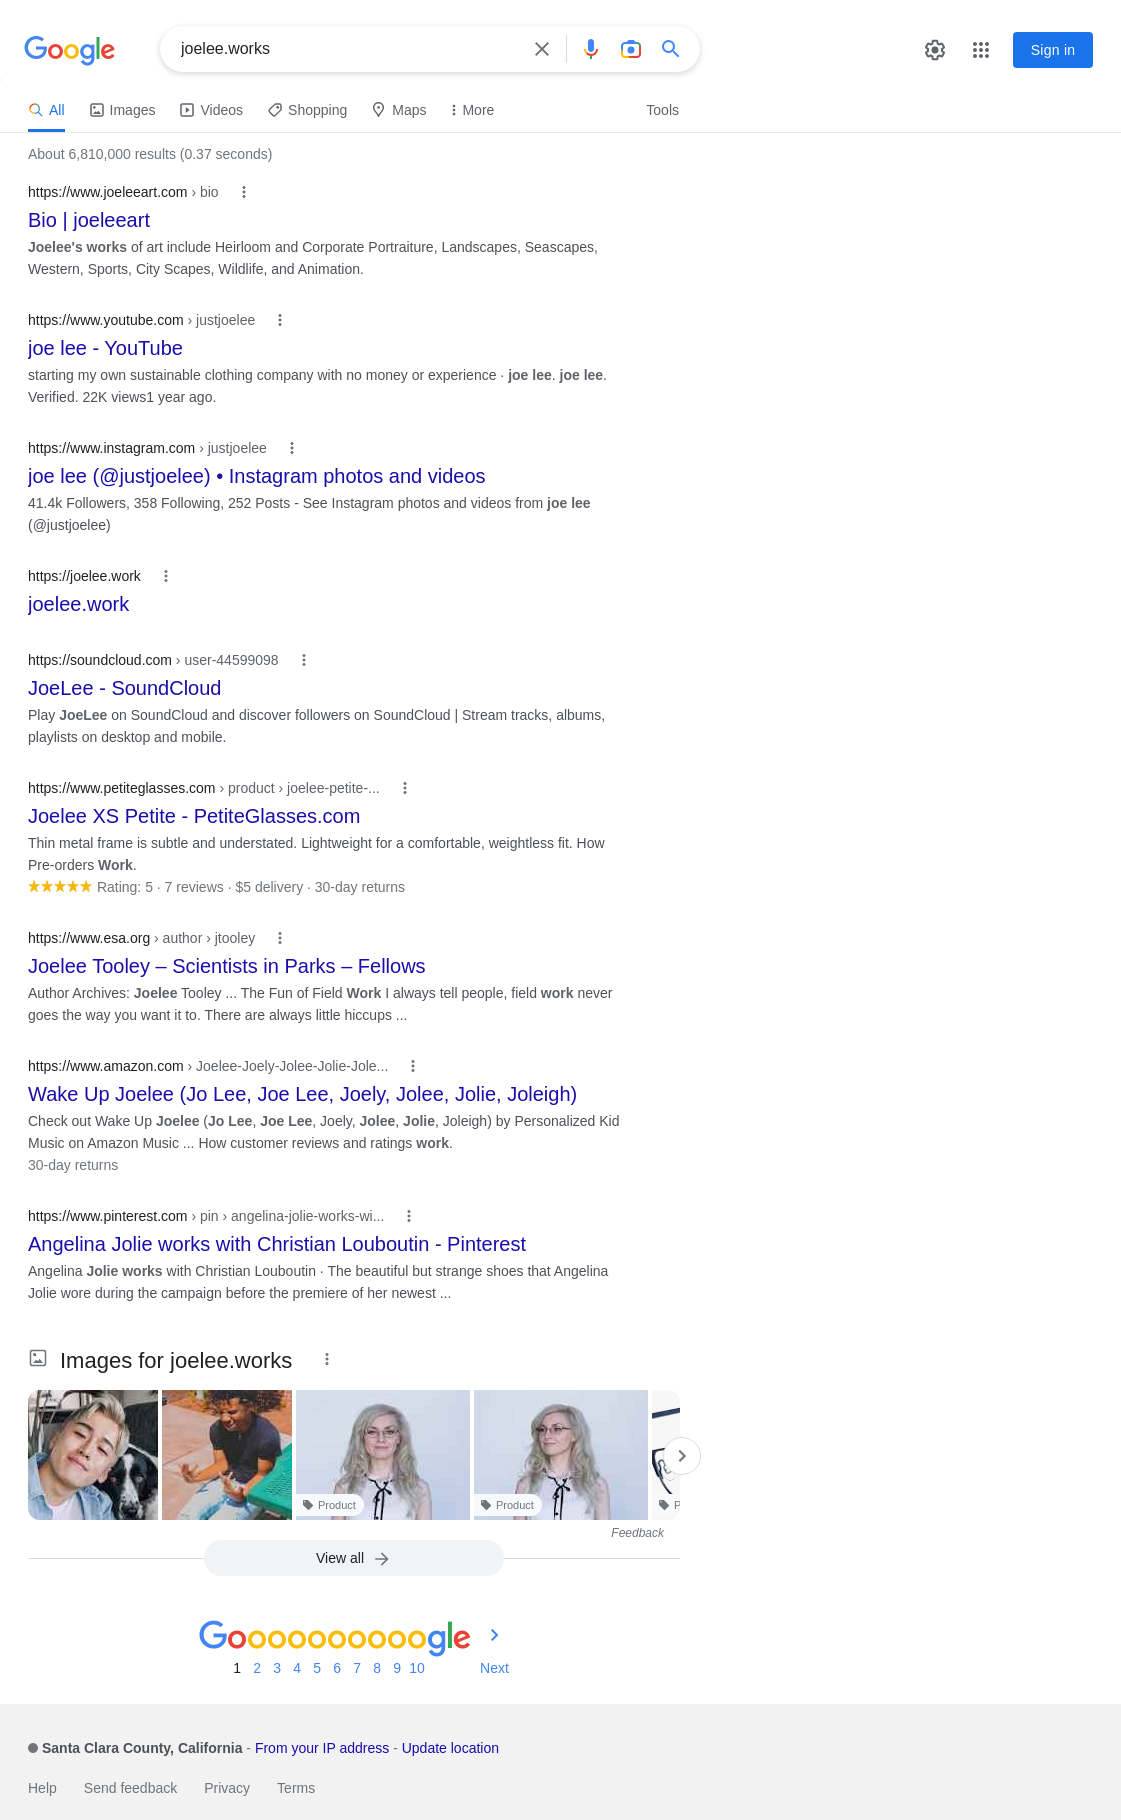 Google
joelee.works
Sign in
All
Images
Videos
Shopping
Maps
More
Tools
About 6,810,000 results (0.37 seconds)
https://www.joeleeart.com › bio
Bio | joeleeart
Joelee's works of art include Heirloom and Corporate Portraiture, Landscapes, Seascapes,
Western, Sports, City Scapes, Wildlife, and Animation.
https://www.youtube.com › justjoelee
joe lee - YouTube
starting my own sustainable clothing company with no money or experience · joe lee. joe lee.
Verified. 22K views1 year ago.
https://www.instagram.com › justjoelee
joe lee (@justjoelee) • Instagram photos and videos
41.4k Followers, 358 Following, 252 Posts - See Instagram photos and videos from joe lee
(@justjoelee)
https://joelee.work
joelee.work
https://soundcloud.com › user-44599098
JoeLee - SoundCloud
Play JoeLee on SoundCloud and discover followers on SoundCloud | Stream tracks, albums,
playlists on desktop and mobile.
https://www.petiteglasses.com › product › joelee-petite-...
Joelee XS Petite - PetiteGlasses.com
Thin metal frame is subtle and understated. Lightweight for a comfortable, weightless fit. How
Pre-orders Work.
Rating: 5 · 7 reviews · $5 delivery · 30-day returns
https://www.esa.org › author › jtooley
Joelee Tooley – Scientists in Parks – Fellows
Author Archives: Joelee Tooley ... The Fun of Field Work I always tell people, field work never
goes the way you want it to. There are always little hiccups ...
https://www.amazon.com › Joelee-Joely-Jolee-Jolie-Jole...
Wake Up Joelee (Jo Lee, Joe Lee, Joely, Jolee, Jolie, Joleigh)
Check out Wake Up Joelee (Jo Lee, Joe Lee, Joely, Jolee, Jolie, Joleigh) by Personalized Kid
Music on Amazon Music ... How customer reviews and ratings work.
30-day returns
https://www.pinterest.com › pin › angelina-jolie-works-wi...
Angelina Jolie works with Christian Louboutin - Pinterest
Angelina Jolie works with Christian Louboutin · The beautiful but strange shoes that Angelina
Jolie wore during the campaign before the premiere of her newest ...
Images for joelee.works
Product
Product
P
Feedback
View all
Goooooooooogle
1 2 3 4 5 6 7 8 9 10 Next
Santa Clara County, California - From your IP address - Update location
Help Send feedback Privacy Terms